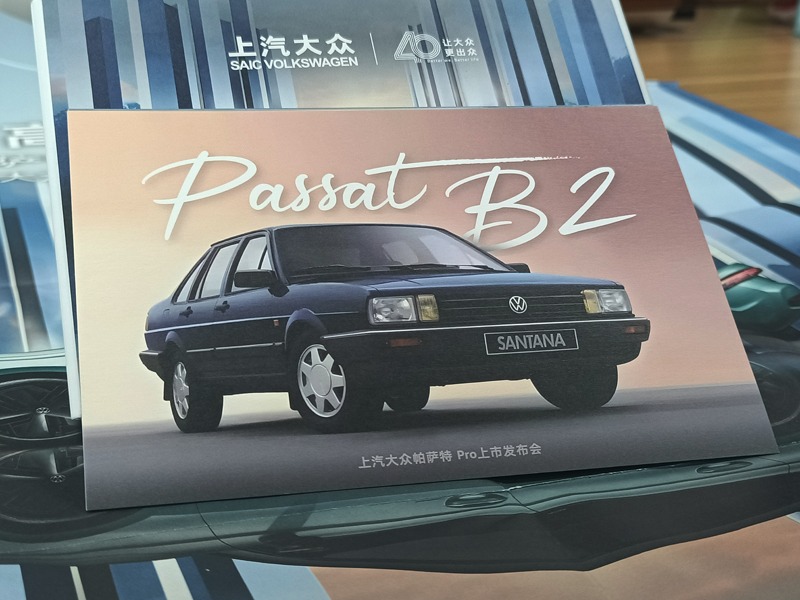 上汽大众
SAIC VOLKSWAGEN
40
让大众
更出众
Passat B2
SANTANA
上汽大众帕萨特 Pro上市发布会